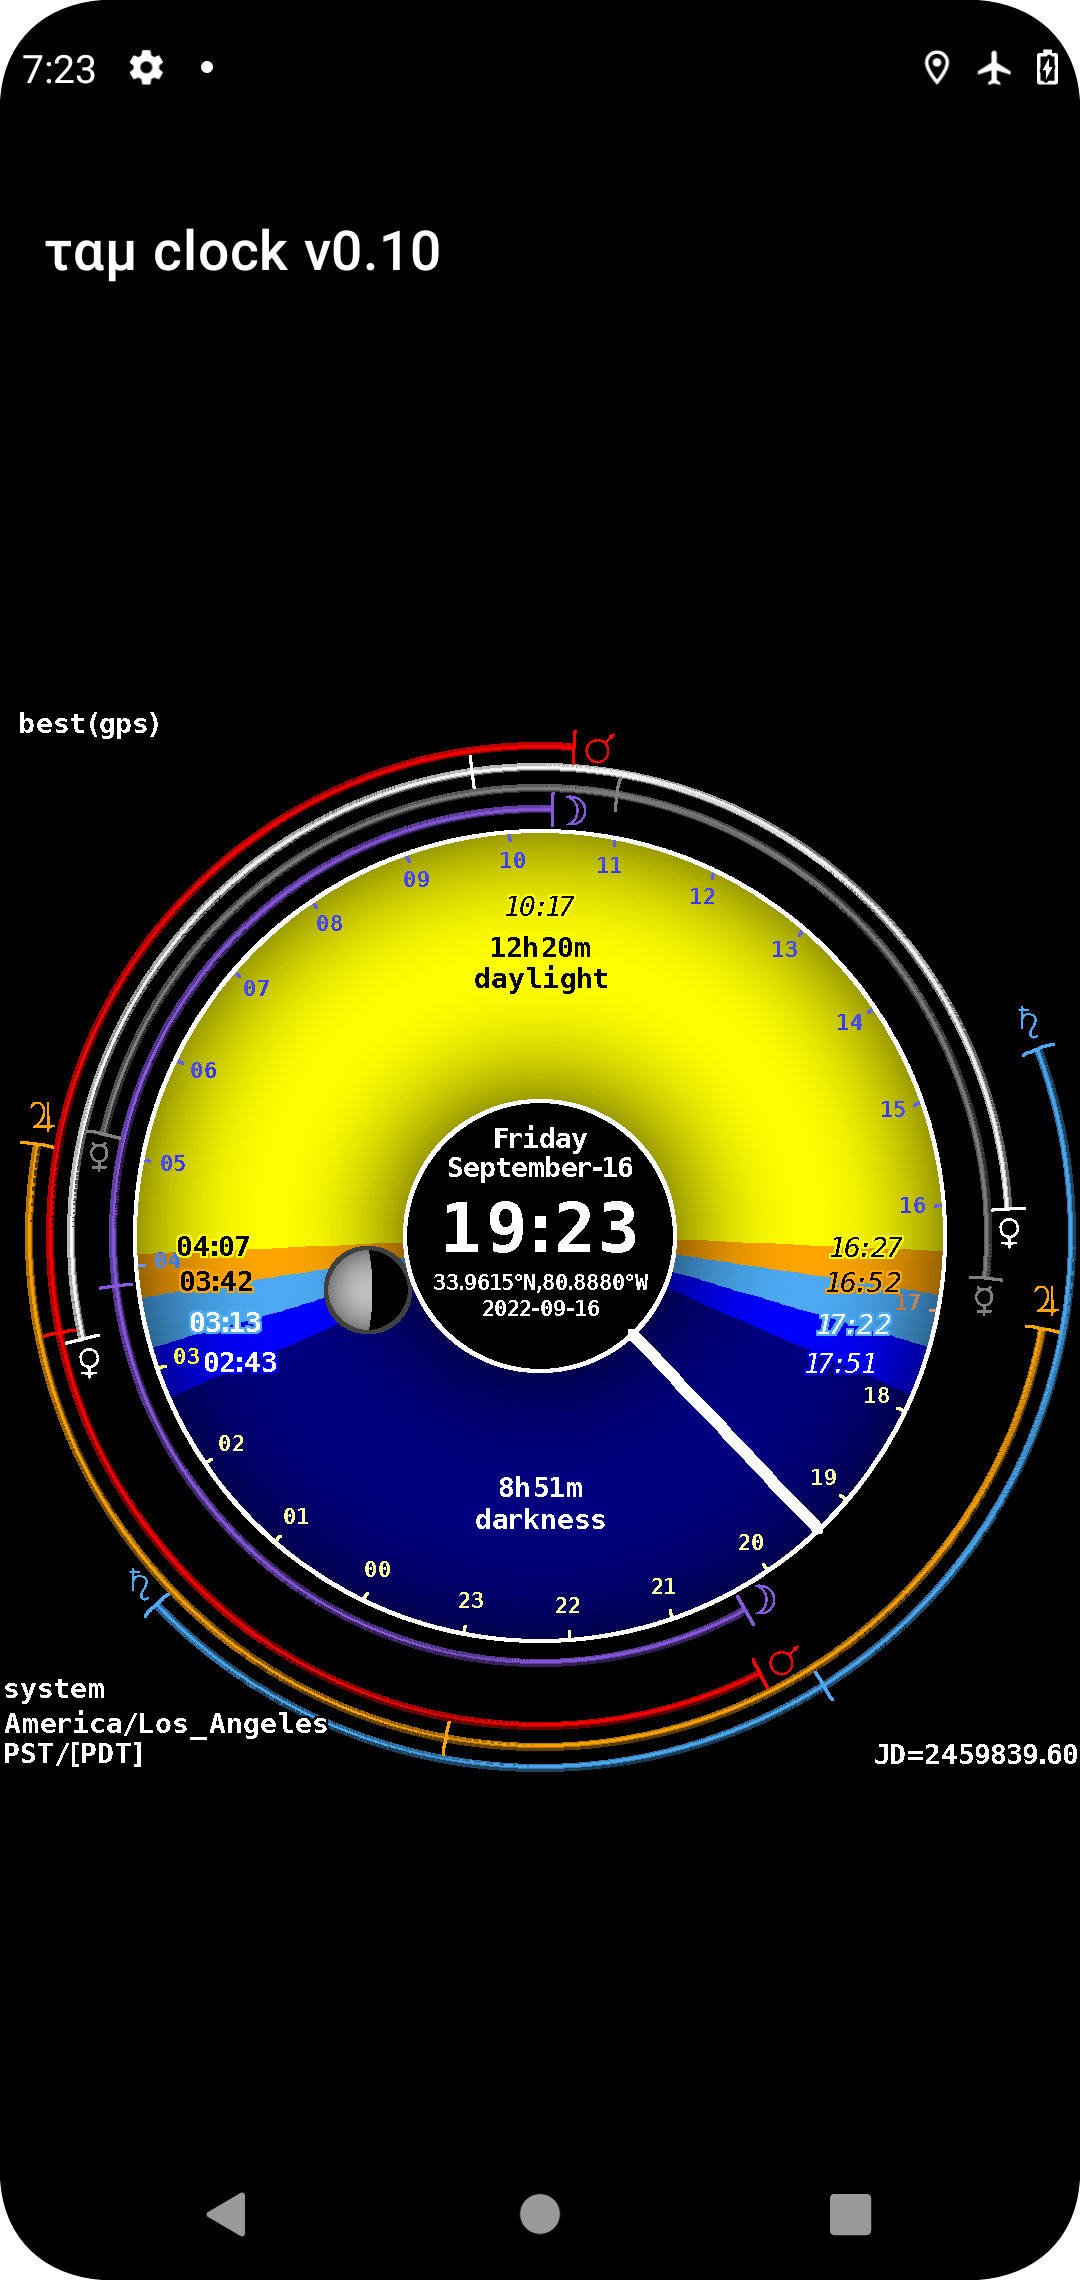 7:23
ταμ clock v0.10
best(gps)
10
11
09
12
10:17
08
13
12h20m
daylight
07
14
06
15
05
16
Friday
September-16
19:23
33.9615°N,80.8880°W
2022-09-16
04:07
16:27
04
03:42
16:52
17
03:13
17:22
03
02:43
17:51
18
02
19
8h51m
darkness
01
20
00
21
23
22
system
America/Los_Angeles
PST/[PDT]
JD=2459839.60